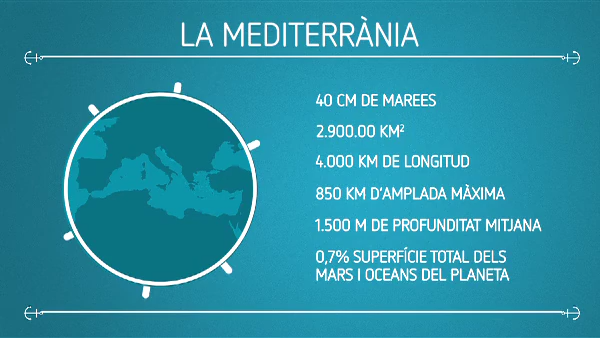 LA MEDITERRÀNIA
40 CM DE MAREES
2.900.00 KM²
4.000 KM DE LONGITUD
850 KM D'AMPLADA MÀXIMA
1.500 M DE PROFUNDITAT MITJANA
0,7% SUPERFÍCIE TOTAL DELS
MARS I OCEANS DEL PLANETA